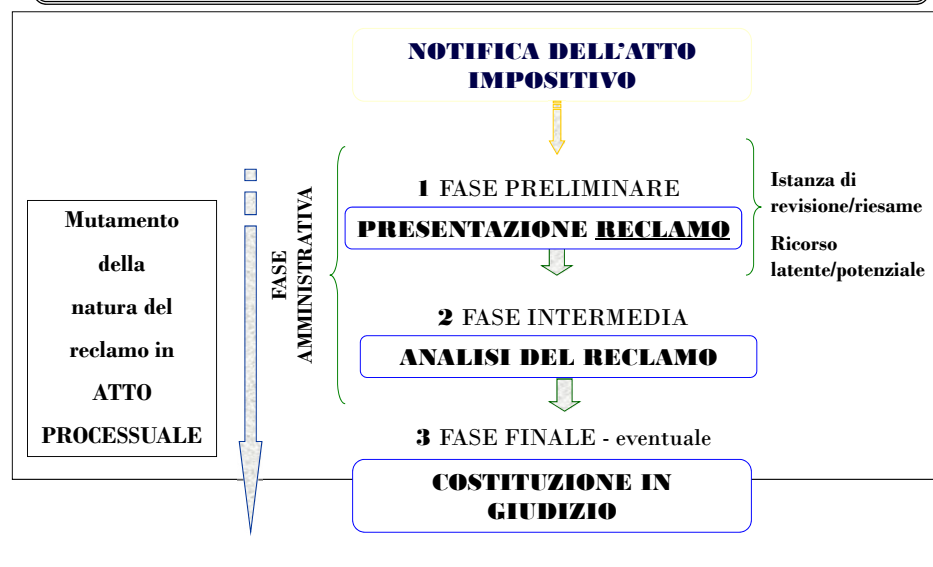 NOTIFICA DELL'ATTO
IMPOSITIVO
1 FASE PRELIMINARE
PRESENTAZIONE RECLAMO
Istanza di
revisione/riesame
Ricorso
latente/potenziale
FASE
AMMINISTRATIVA
Mutamento
della
natura del
reclamo in
ATTO
PROCESSUALE
2 FASE INTERMEDIA
ANALISI DEL RECLAMO
3 FASE FINALE - eventuale
COSTITUZIONE IN
GIUDIZIO